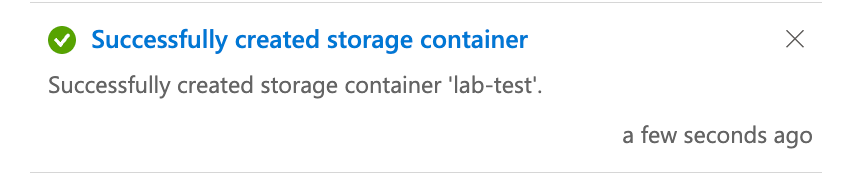 Successfully created storage container
Successfully created storage container 'lab-test'.
a few seconds ago